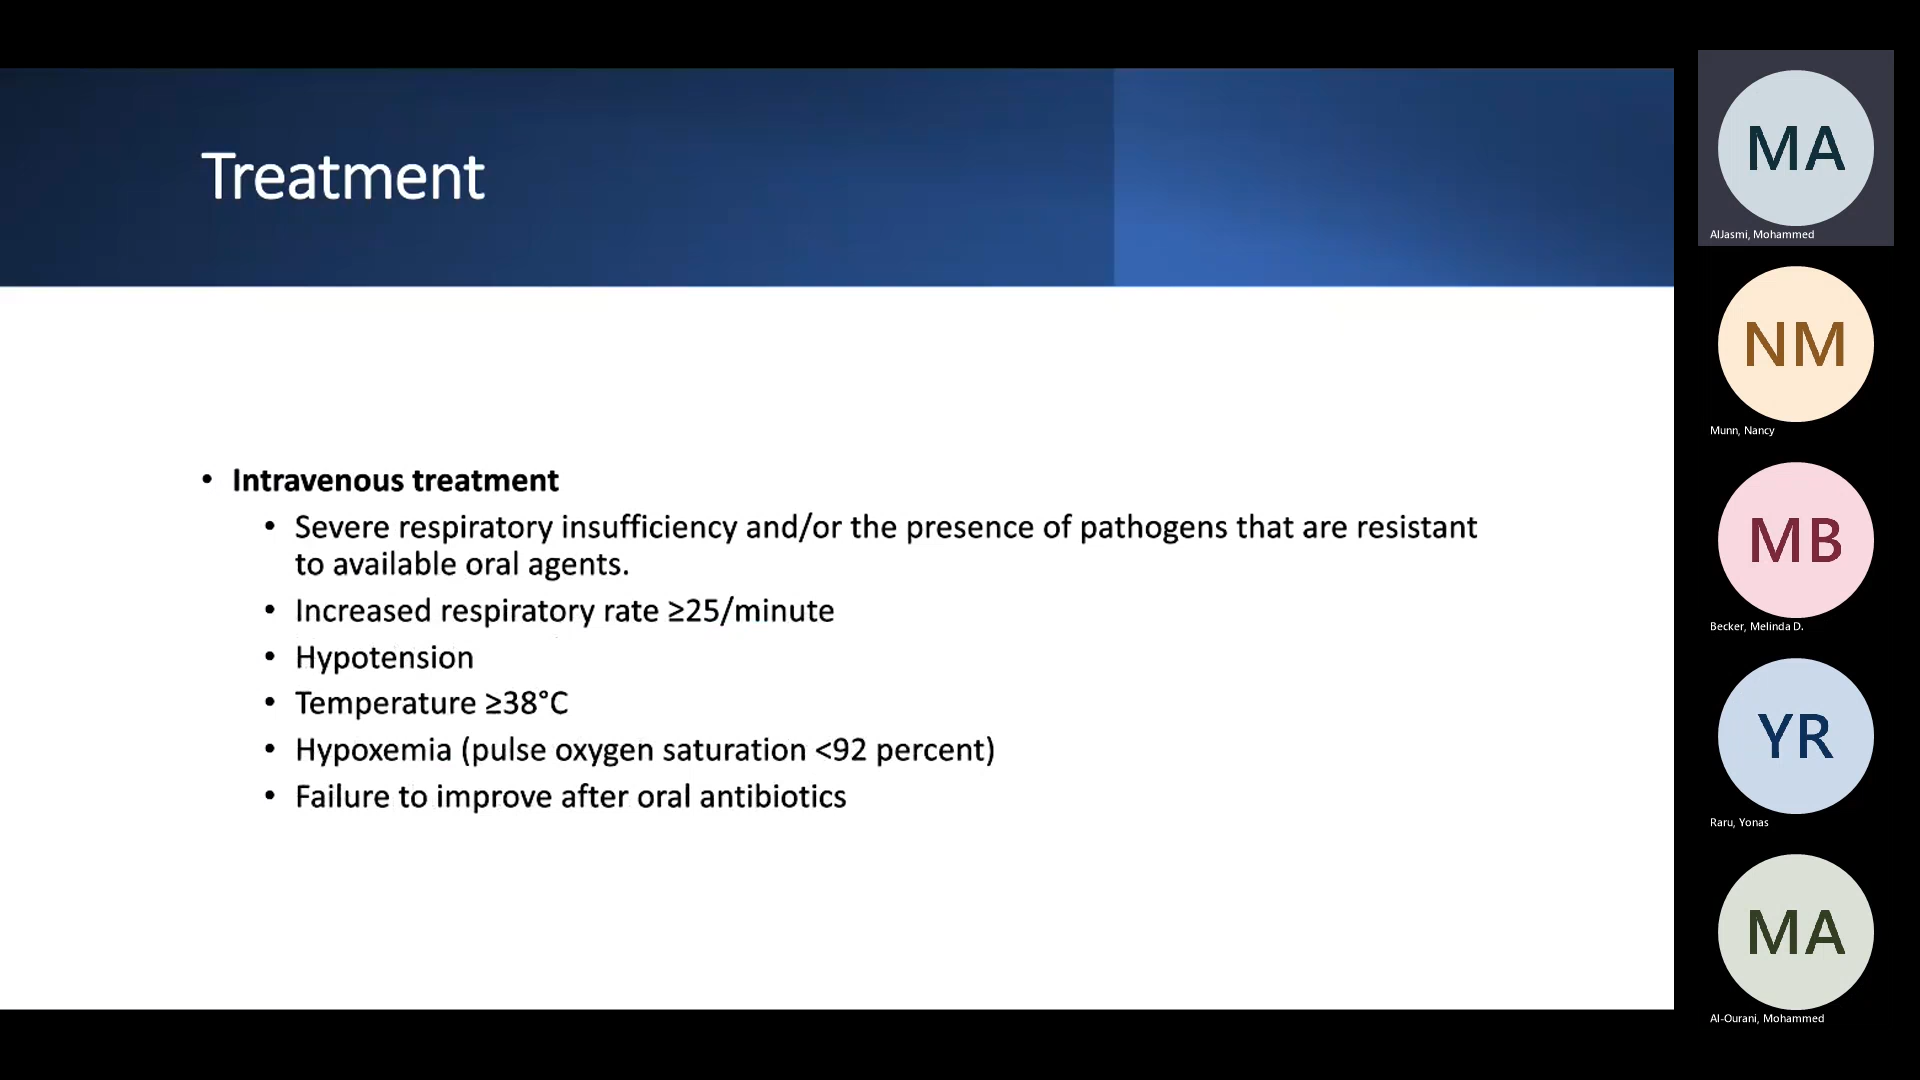 Treatment
• Intravenous treatment
• Severe respiratory insufficiency and/or the presence of pathogens that are resistant
to available oral agents.
• Increased respiratory rate ≥25/minute
• Hypotension
• Temperature ≥38°C
• Hypoxemia (pulse oxygen saturation <92 percent)
• Failure to improve after oral antibiotics
MA
AlJasmi, Mohammed
NM
Munn, Nancy
MB
Becker, Melinda D.
YR
Raru, Yonas
MA
Al-Ourani, Mohammed